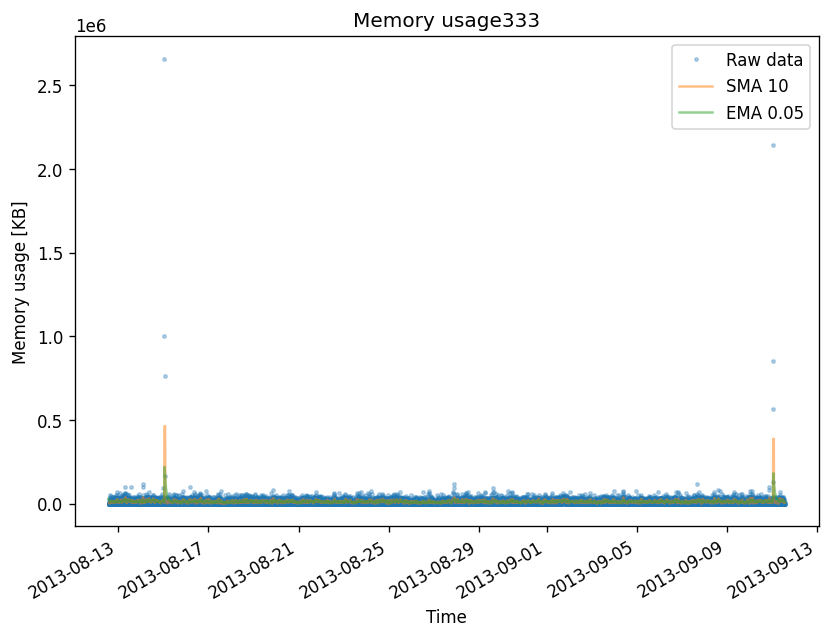 Memory usage333
1e6
Raw data
SMA 10
EMA 0.05
2.5
2.0
1.5
1.0
0.5
0.0
Memory usage [KB]
2013-08-13
2013-08-17
2013-08-21
2013-08-25
2013-08-29
2013-09-01
2013-09-05
2013-09-09
2013-09-13
Time